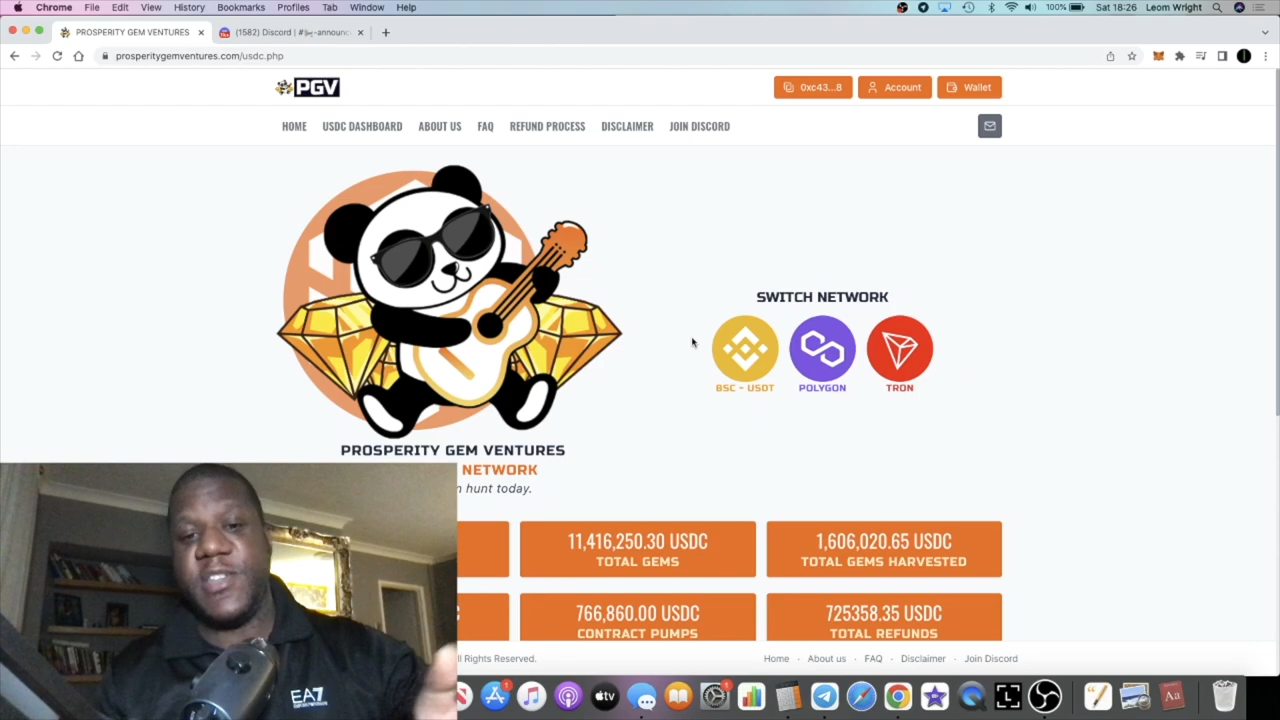 Chrome File Edit View History Bookmarks Profiles Tab Window Help 100% Sat 18:26 Leom Wright
PROSPERITY GEM VENTURES (1582) Discord | #
prosperitygemventures.com/usdc.php
PGV 0xc43...8 Account Wallet
HOME USDC DASHBOARD ABOUT US FAQ REFUND PROCESS DISCLAIMER JOIN DISCORD
SWITCH NETWORK
BSC - USDT POLYGON TRON
PROSPERITY GEM VENTURES
NETWORK
hunt today.
11,416,250.30 USDC 1,606,020.65 USDC
TOTAL GEMS TOTAL GEMS HARVESTED
766,860.00 USDC 725358.35 USDC
CONTRACT PUMPS TOTAL REFUNDS
All Rights Reserved. Home · About us · FAQ · Disclaimer · Join Discord
EA7
tv
Aa